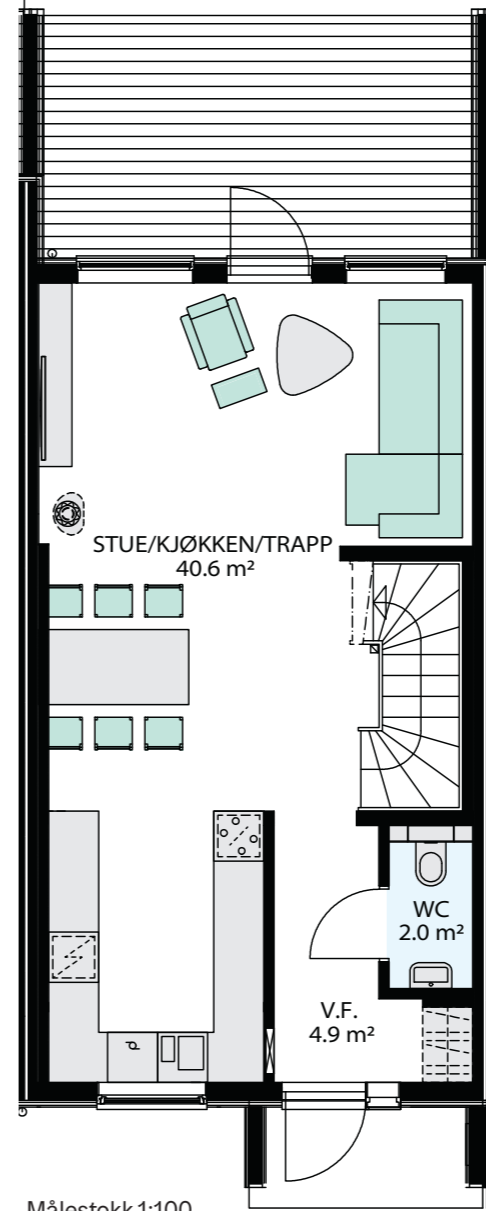 STUE/KJØKKEN/TRAPP
40.6 m²
WC
2.0 m²
V.F.
4.9 m²
Målestokk 1:100